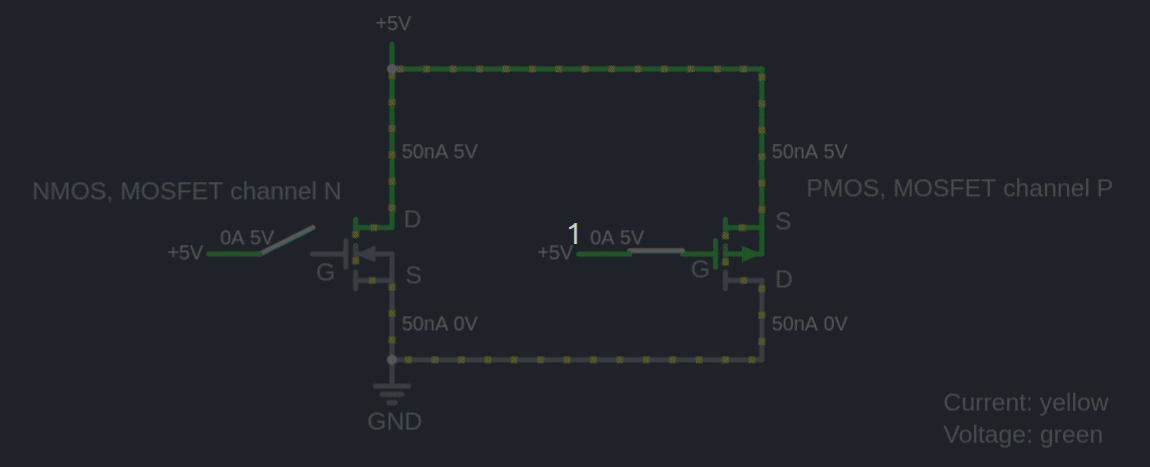 +5V
50nA 5V
50nA 5V
NMOS, MOSFET channel N
PMOS, MOSFET channel P
D
S
1
0A 5V
0A 5V
+5V
+5V
G
S
G
D
50nA 0V
50nA 0V
GND
Current: yellow
Voltage: green